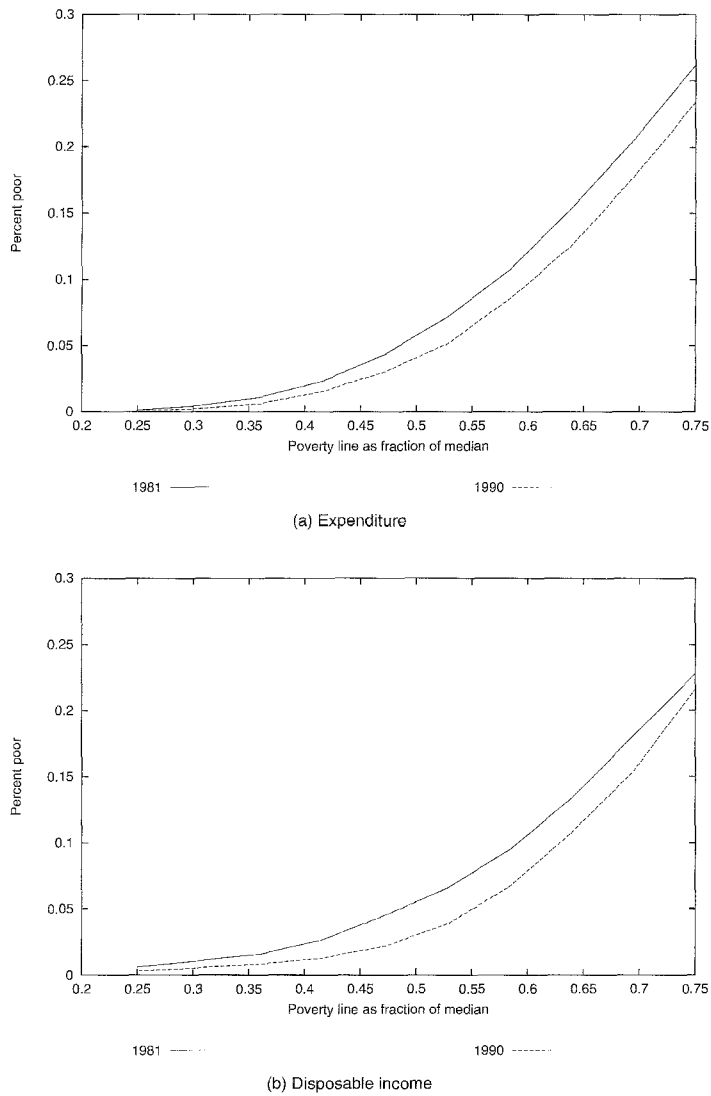 0.3
0.25
0.2
0.15
0.1
0.05
0
Percent poor
0.2 0.25 0.3 0.35 0.4 0.45 0.5 0.55 0.6 0.65 0.7 0.75
Poverty line as fraction of median
1981 1990
(a) Expenditure
0.3
0.25
0.2
0.15
0.1
0.05
0
Percent poor
0.2 0.25 0.3 0.35 0.4 0.45 0.5 0.55 0.6 0.65 0.7 0.75
Poverty line as fraction of median
1981 1990
(b) Disposable income